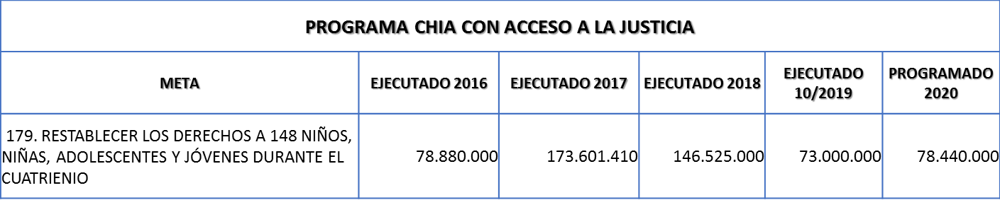 PROGRAMA CHIA CON ACCESO A LA JUSTICIA
META
EJECUTADO 2016
EJECUTADO 2017
EJECUTADO 2018
EJECUTADO
10/2019
PROGRAMADO
2020
179. RESTABLECER LOS DERECHOS A 148 NIÑOS,
NIÑAS, ADOLESCENTES Y JÓVENES DURANTE EL
CUATRIENIO
78.880.000
173.601.410
146.525.000
73.000.000
78.440.000